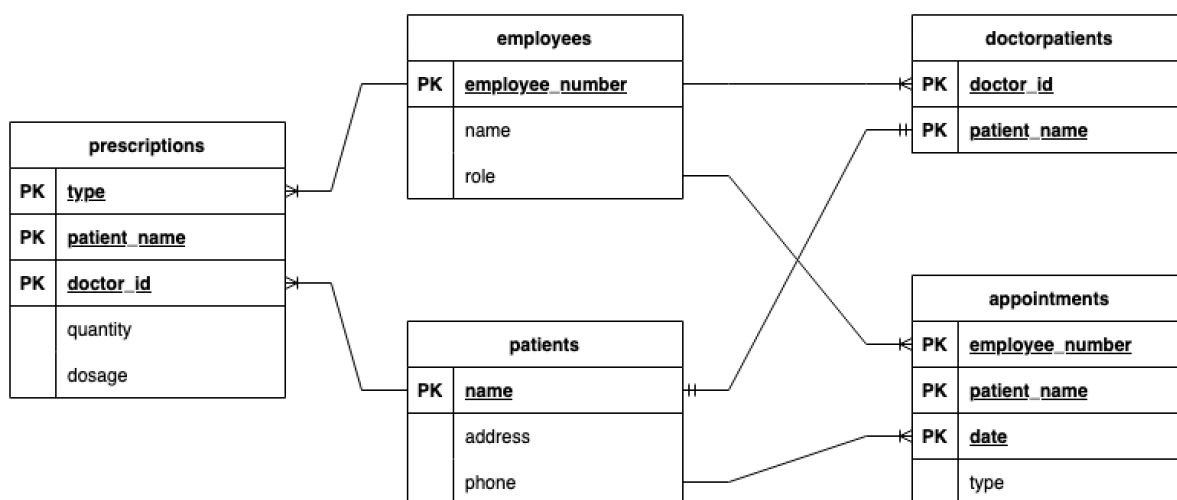 employees
PK employee_number
name
role
doctorpatients
PK doctor_id
PK patient_name
prescriptions
PK type
PK patient_name
PK doctor_id
quantity
dosage
patients
PK name
address
phone
appointments
PK employee_number
PK patient_name
PK date
type